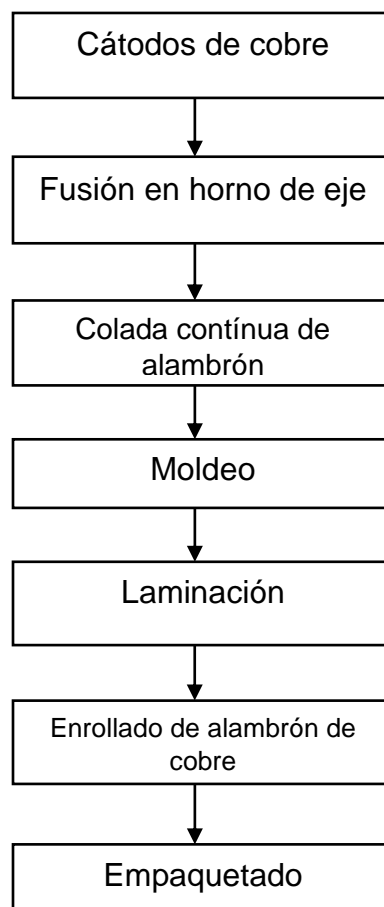 Cátodos de cobre
Fusión en horno de eje
Colada contínua de
alambrón
Moldeo
Laminación
Enrollado de alambrón de
cobre
Empaquetado